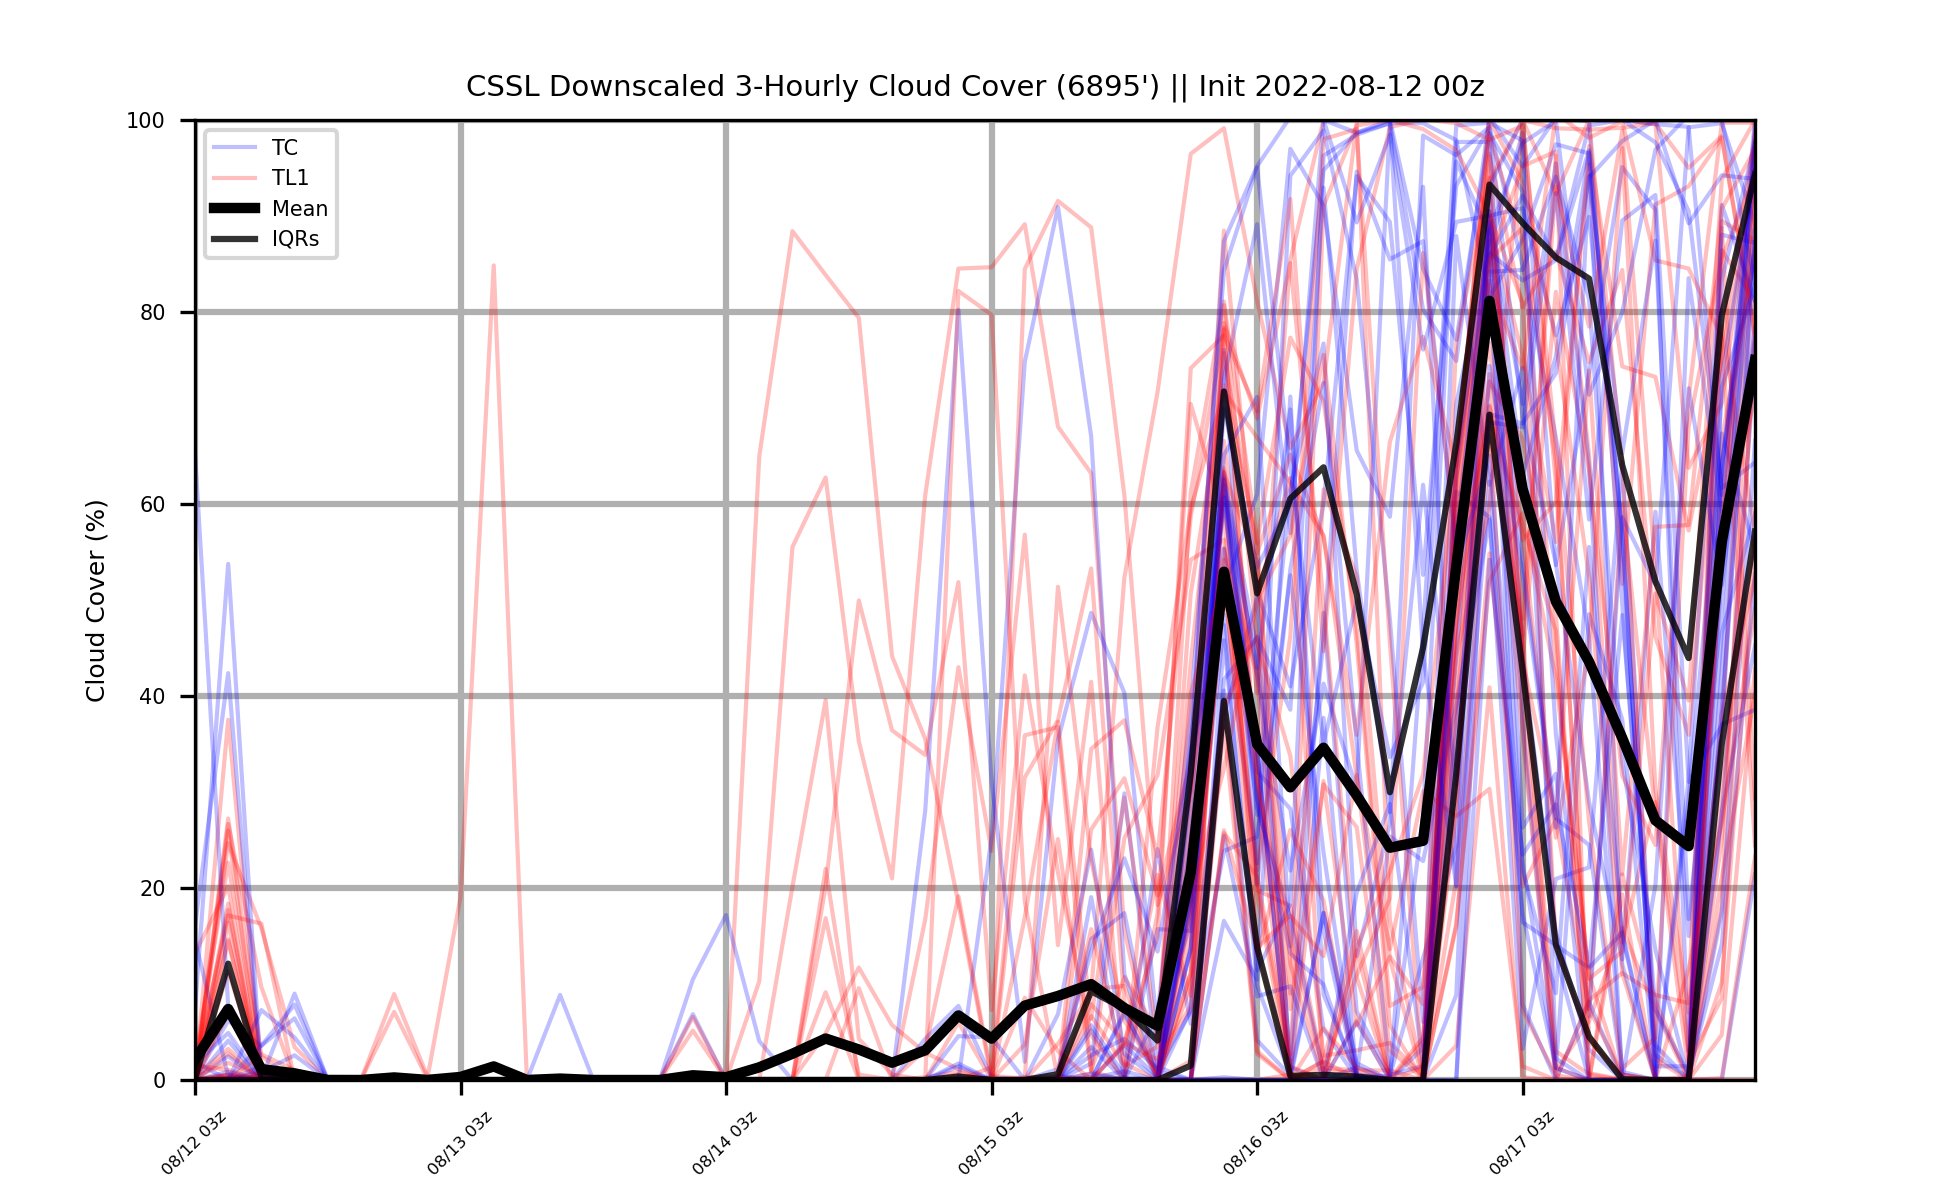 CSSL Downscaled 3-Hourly Cloud Cover (6895') || Init 2022-08-12 00z
100
80
60
40
20
0
Cloud Cover (%)
TC
TL1
Mean
IQRs
08/12 03z
08/13 03z
08/14 03z
08/15 03z
08/16 03z
08/17 03z